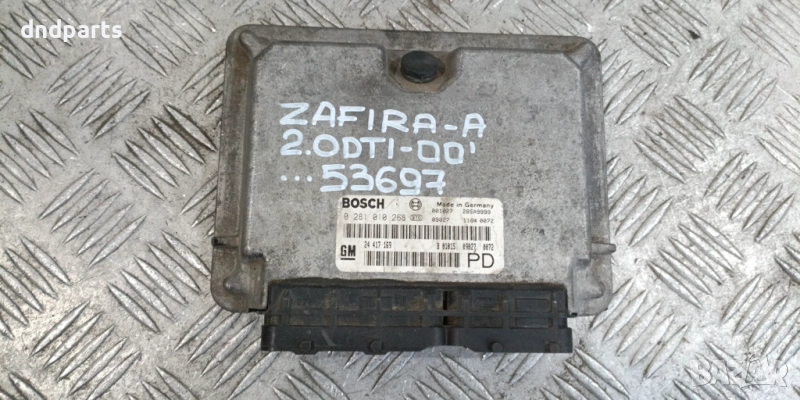 dndparts
ZAFIRA-A
2.0DTI-00'
...53697
BOSCH Made in Germany
0 281 010 268
GM 24 417 169
PD
BAZAR